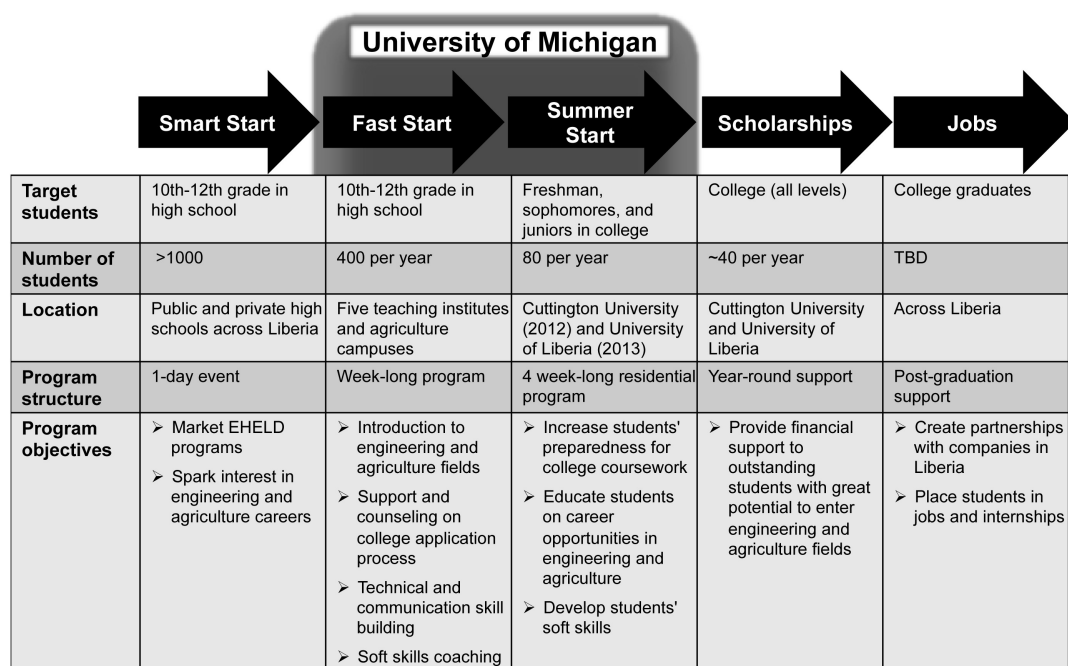 University of Michigan
Smart Start
Fast Start
Summer
Start
Scholarships
Jobs
Target
students
10th-12th grade in
high school
10th-12th grade in
high school
Freshman,
sophomores, and
juniors in college
College (all levels)
College graduates
Number of
students
>1000
400 per year
80 per year
~40 per year
TBD
Location
Public and private high
schools across Liberia
Five teaching institutes
and agriculture
campuses
Cuttington University
(2012) and University
of Liberia (2013)
Cuttington University
and University of
Liberia
Across Liberia
Program
structure
1-day event
Week-long program
4 week-long residential
program
Year-round support
Post-graduation
support
Program
objectives
➢ Market EHELD
programs
➢ Spark interest in
engineering and
agriculture careers
➢ Introduction to
engineering and
agriculture fields
➢ Support and
counseling on
college application
process
➢ Technical and
communication skill
building
➢ Soft skills coaching
➢ Increase students'
preparedness for
college coursework
➢ Educate students
on career
opportunities in
engineering and
agriculture
➢ Develop students'
soft skills
➢ Provide financial
support to
outstanding
students with great
potential to enter
engineering and
agriculture fields
➢ Create partnerships
with companies in
Liberia
➢ Place students in
jobs and internships